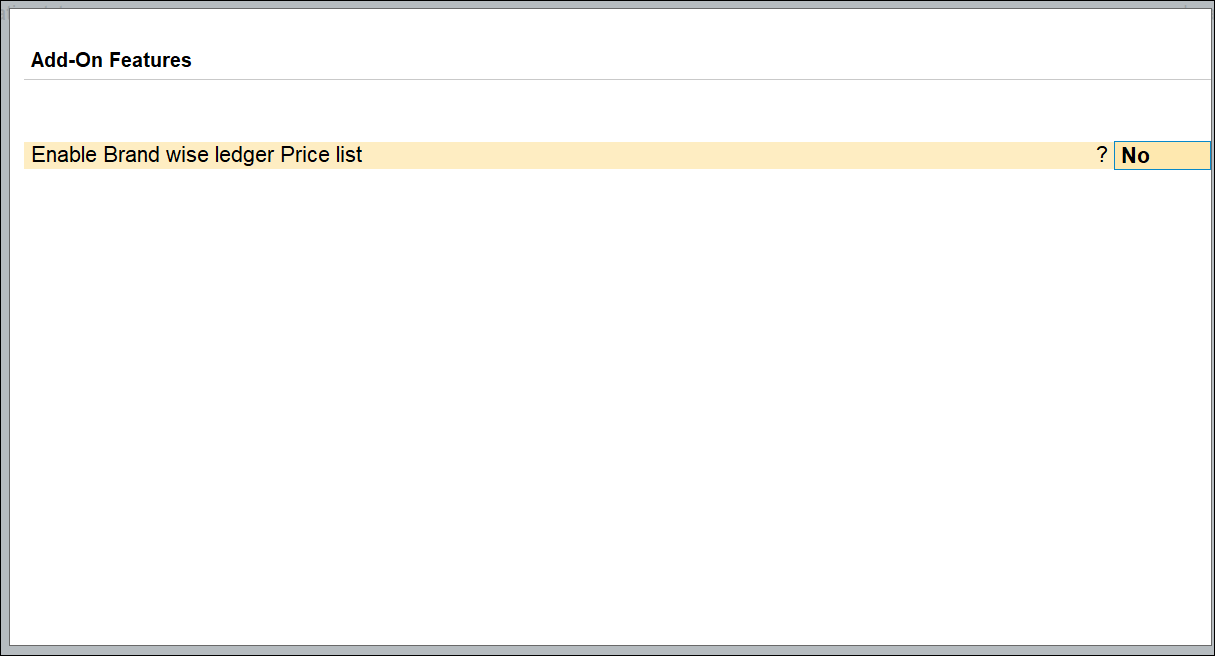 Add-On Features
Enable Brand wise ledger Price list ? No